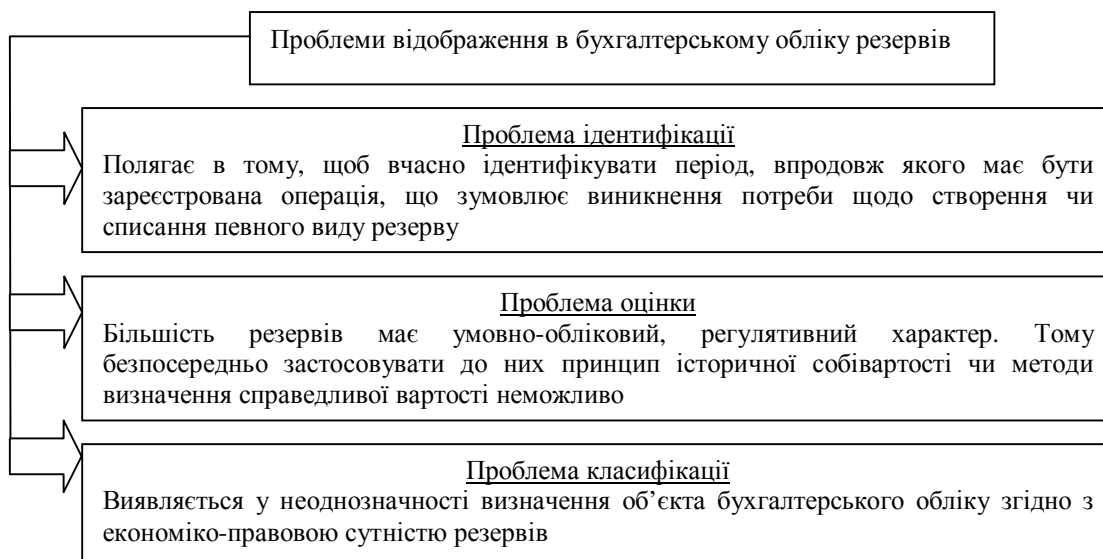 Проблеми відображення в бухгалтерському обліку резервів
Проблема ідентифікації
Полягає в тому, щоб вчасно ідентифікувати період, впродовж якого має бути
зареєстрована операція, що зумовлює виникнення потреби щодо створення чи
списання певного виду резерву
Проблема оцінки
Більшість резервів має умовно-обліковий, регулятивний характер. Тому
безпосередньо застосовувати до них принцип історичної собівартості чи методи
визначення справедливої вартості неможливо
Проблема класифікації
Виявляється у неоднозначності визначення об’єкта бухгалтерського обліку згідно з
економіко-правовою сутністю резервів